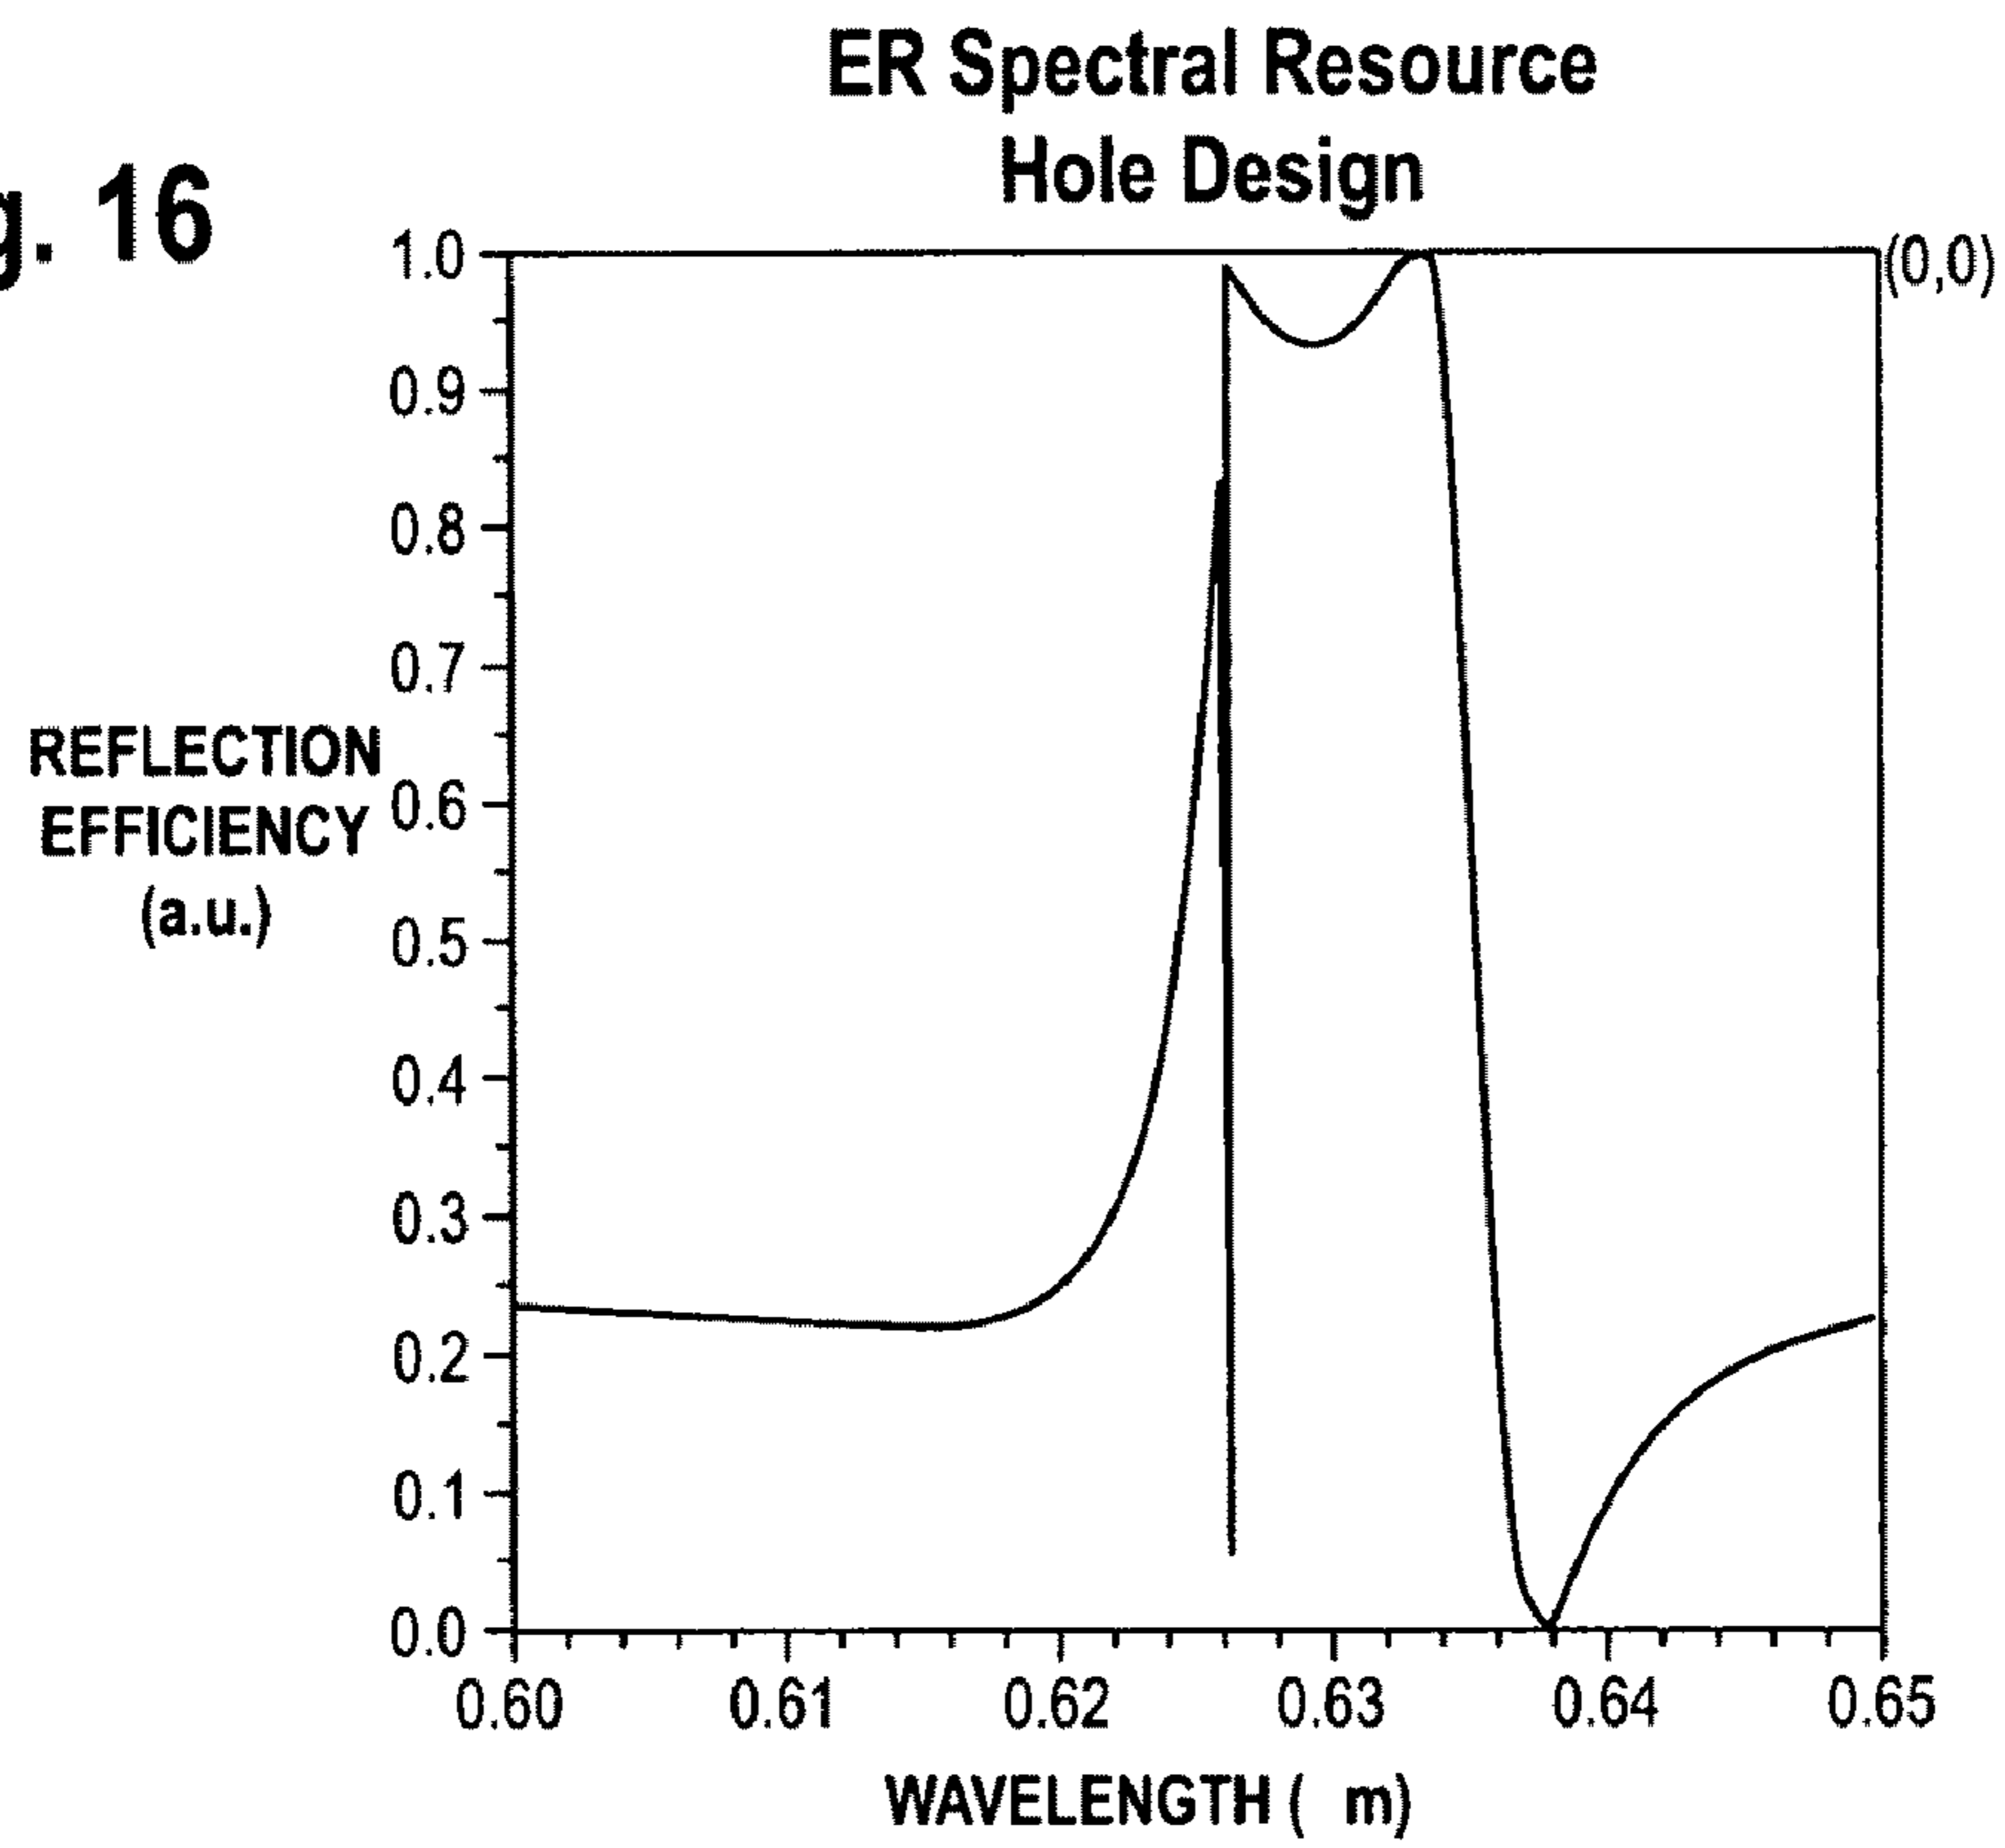 ER Spectral Resource
Hole Design
g. 16
(0,0)
1.0
0.9
0.8
0.7
0.6
0.5
0.4
0.3
0.2
0.1
0.0
REFLECTION
EFFICIENCY
(a.u.)
0.60 0.61 0.62 0.63 0.64 0.65
WAVELENGTH ( m)